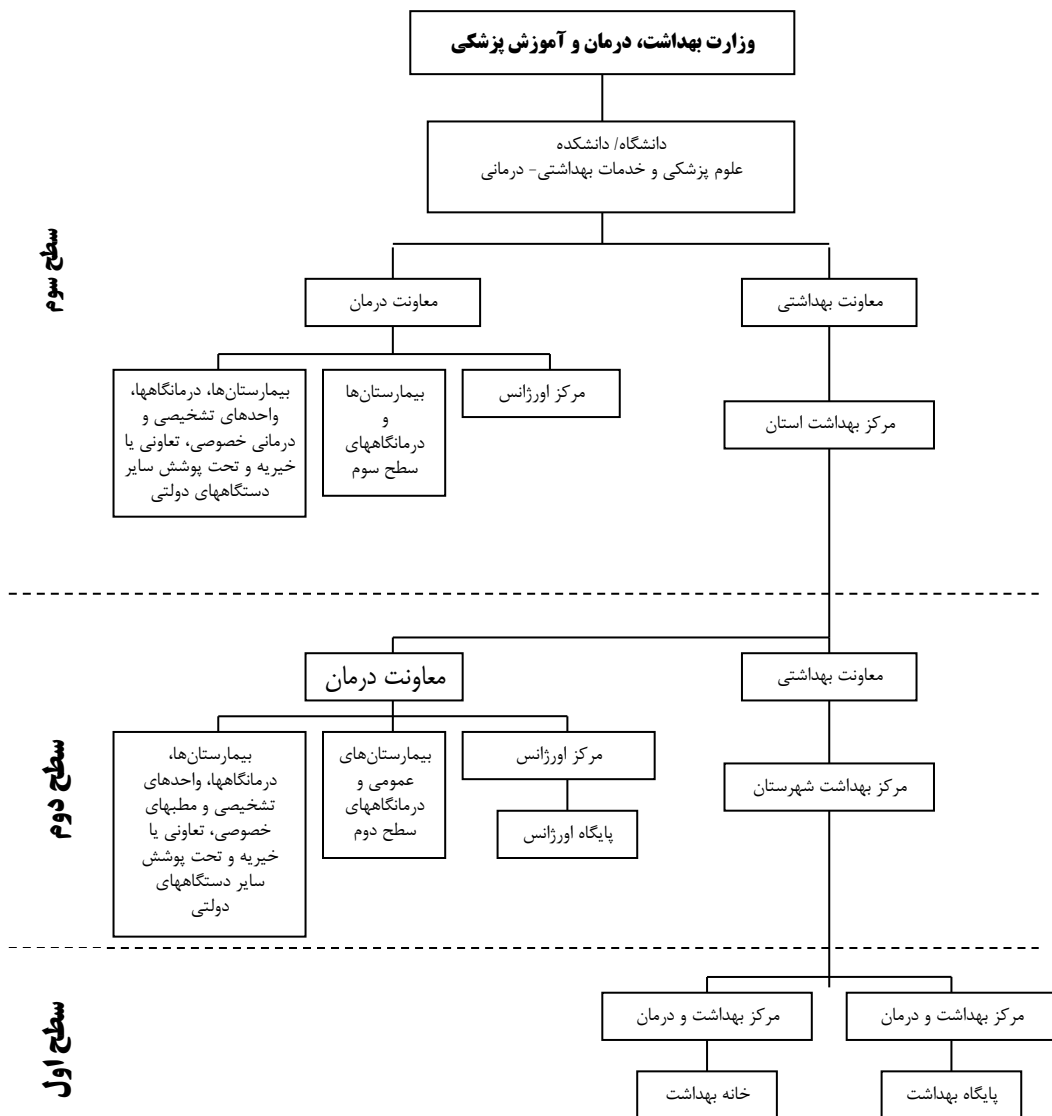 وزارت بهداشت، درمان و آموزش پزشکی
دانشگاه/ دانشکده
علوم پزشکی و خدمات بهداشتی- درمانی
سطح سوم
معاونت بهداشتی
معاونت درمان
مرکز بهداشت استان
مرکز اورژانس
بیمارستان‌ها
و
درمانگاههای
سطح سوم
بیمارستان‌ها، درمانگاهها،
واحدهای تشخیصی و
درمانی خصوصی، تعاونی یا
خیریه و تحت پوشش سایر
دستگاههای دولتی
سطح دوم
معاونت بهداشتی
معاونت درمان
مرکز بهداشت شهرستان
مرکز اورژانس
پایگاه اورژانس
بیمارستان‌های
عمومی و
درمانگاههای
سطح دوم
بیمارستان‌ها،
درمانگاهها، واحدهای
تشخیصی و مطبهای
خصوصی، تعاونی یا
خیریه و تحت پوشش
سایر دستگاههای
دولتی
سطح اول
مرکز بهداشت و درمان
مرکز بهداشت و درمان
پایگاه بهداشت
خانه بهداشت